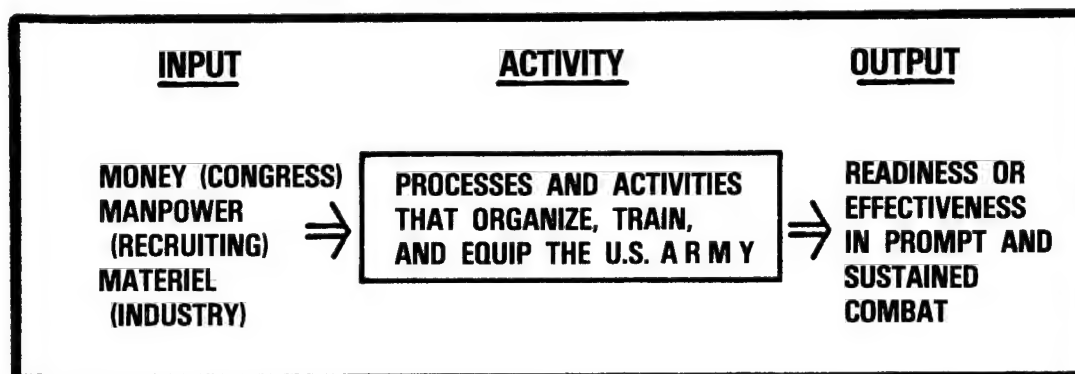 INPUT
MONEY (CONGRESS)
MANPOWER
(RECRUITING)
MATERIEL
(INDUSTRY)
ACTIVITY
PROCESSES AND ACTIVITIES
THAT ORGANIZE, TRAIN,
AND EQUIP THE U.S. A R M Y
OUTPUT
READINESS OR
EFFECTIVENESS
IN PROMPT AND
SUSTAINED
COMBAT